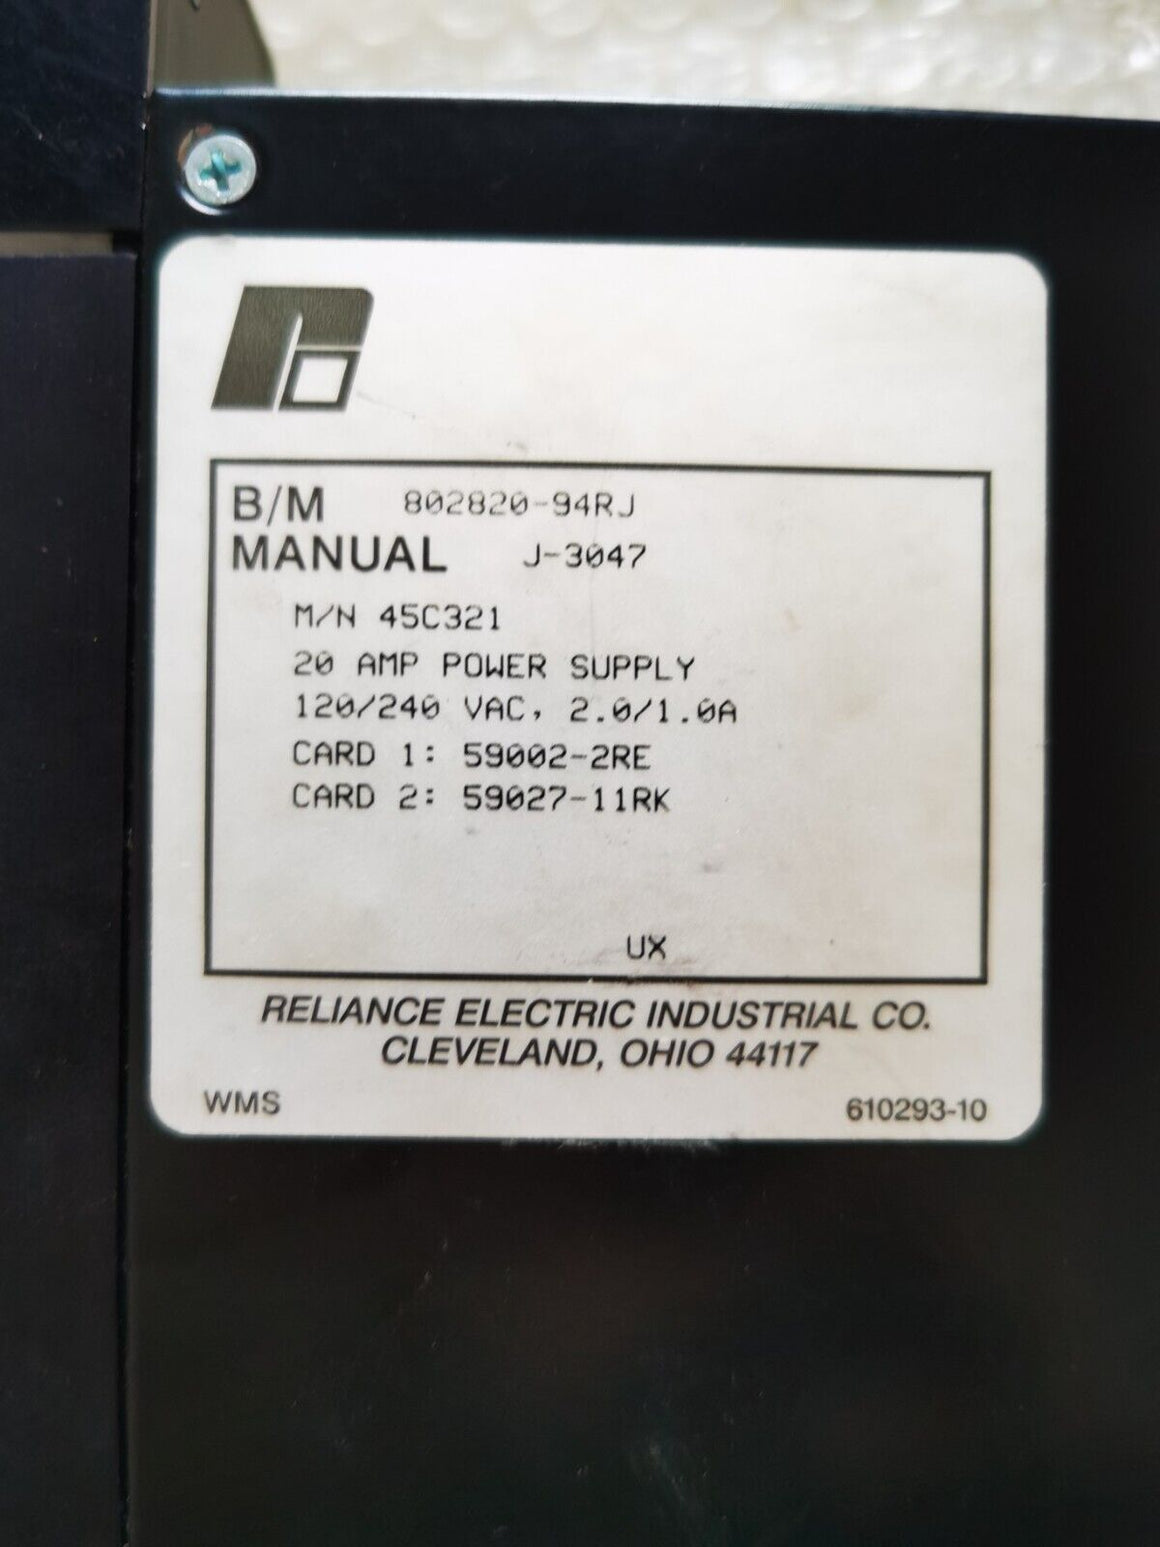 B/M 802820-94RJ
MANUAL J-3047
M/N 45C321
20 AMP POWER SUPPLY
120/240 VAC, 2.0/1.0A
CARD 1: 59002-2RE
CARD 2: 59027-11RK
UX
RELIANCE ELECTRIC INDUSTRIAL CO.
CLEVELAND, OHIO 44117
WMS 610293-10